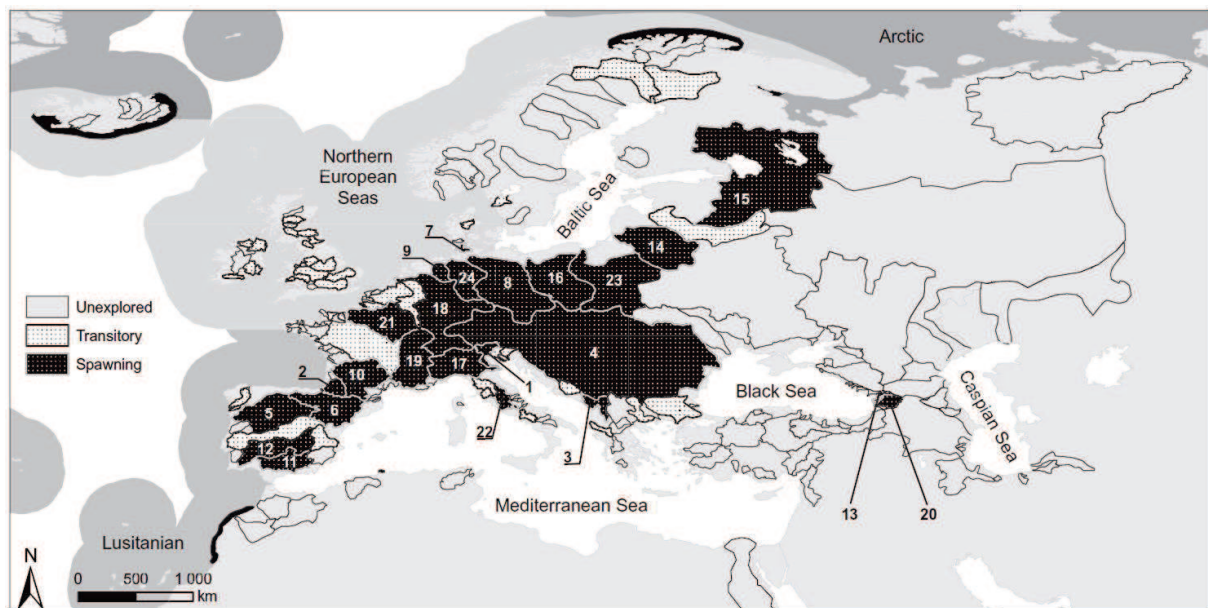 Arctic
Northern
European
Seas
Baltic Sea
15
7
14
9
24
8
16
23
Unexplored
18
Transitory
21
4
Spawning
19
17
2
10
1
Black Sea
Caspian Sea
5
6
22
3
12
11
13
20
Mediterranean Sea
Lusitanian
N
0 500 1 000
km